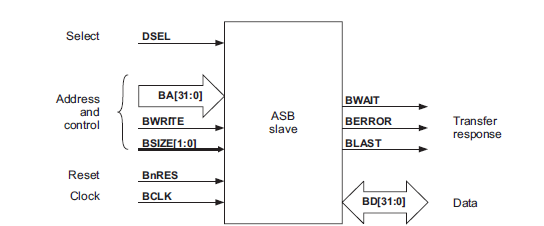 Select
DSEL
Address
and
control
BA[31:0]
BWRITE
BSIZE[1:0]
Reset
BnRES
Clock
BCLK
ASB
slave
BWAIT
BERROR
BLAST
Transfer
response
BD[31:0]
Data